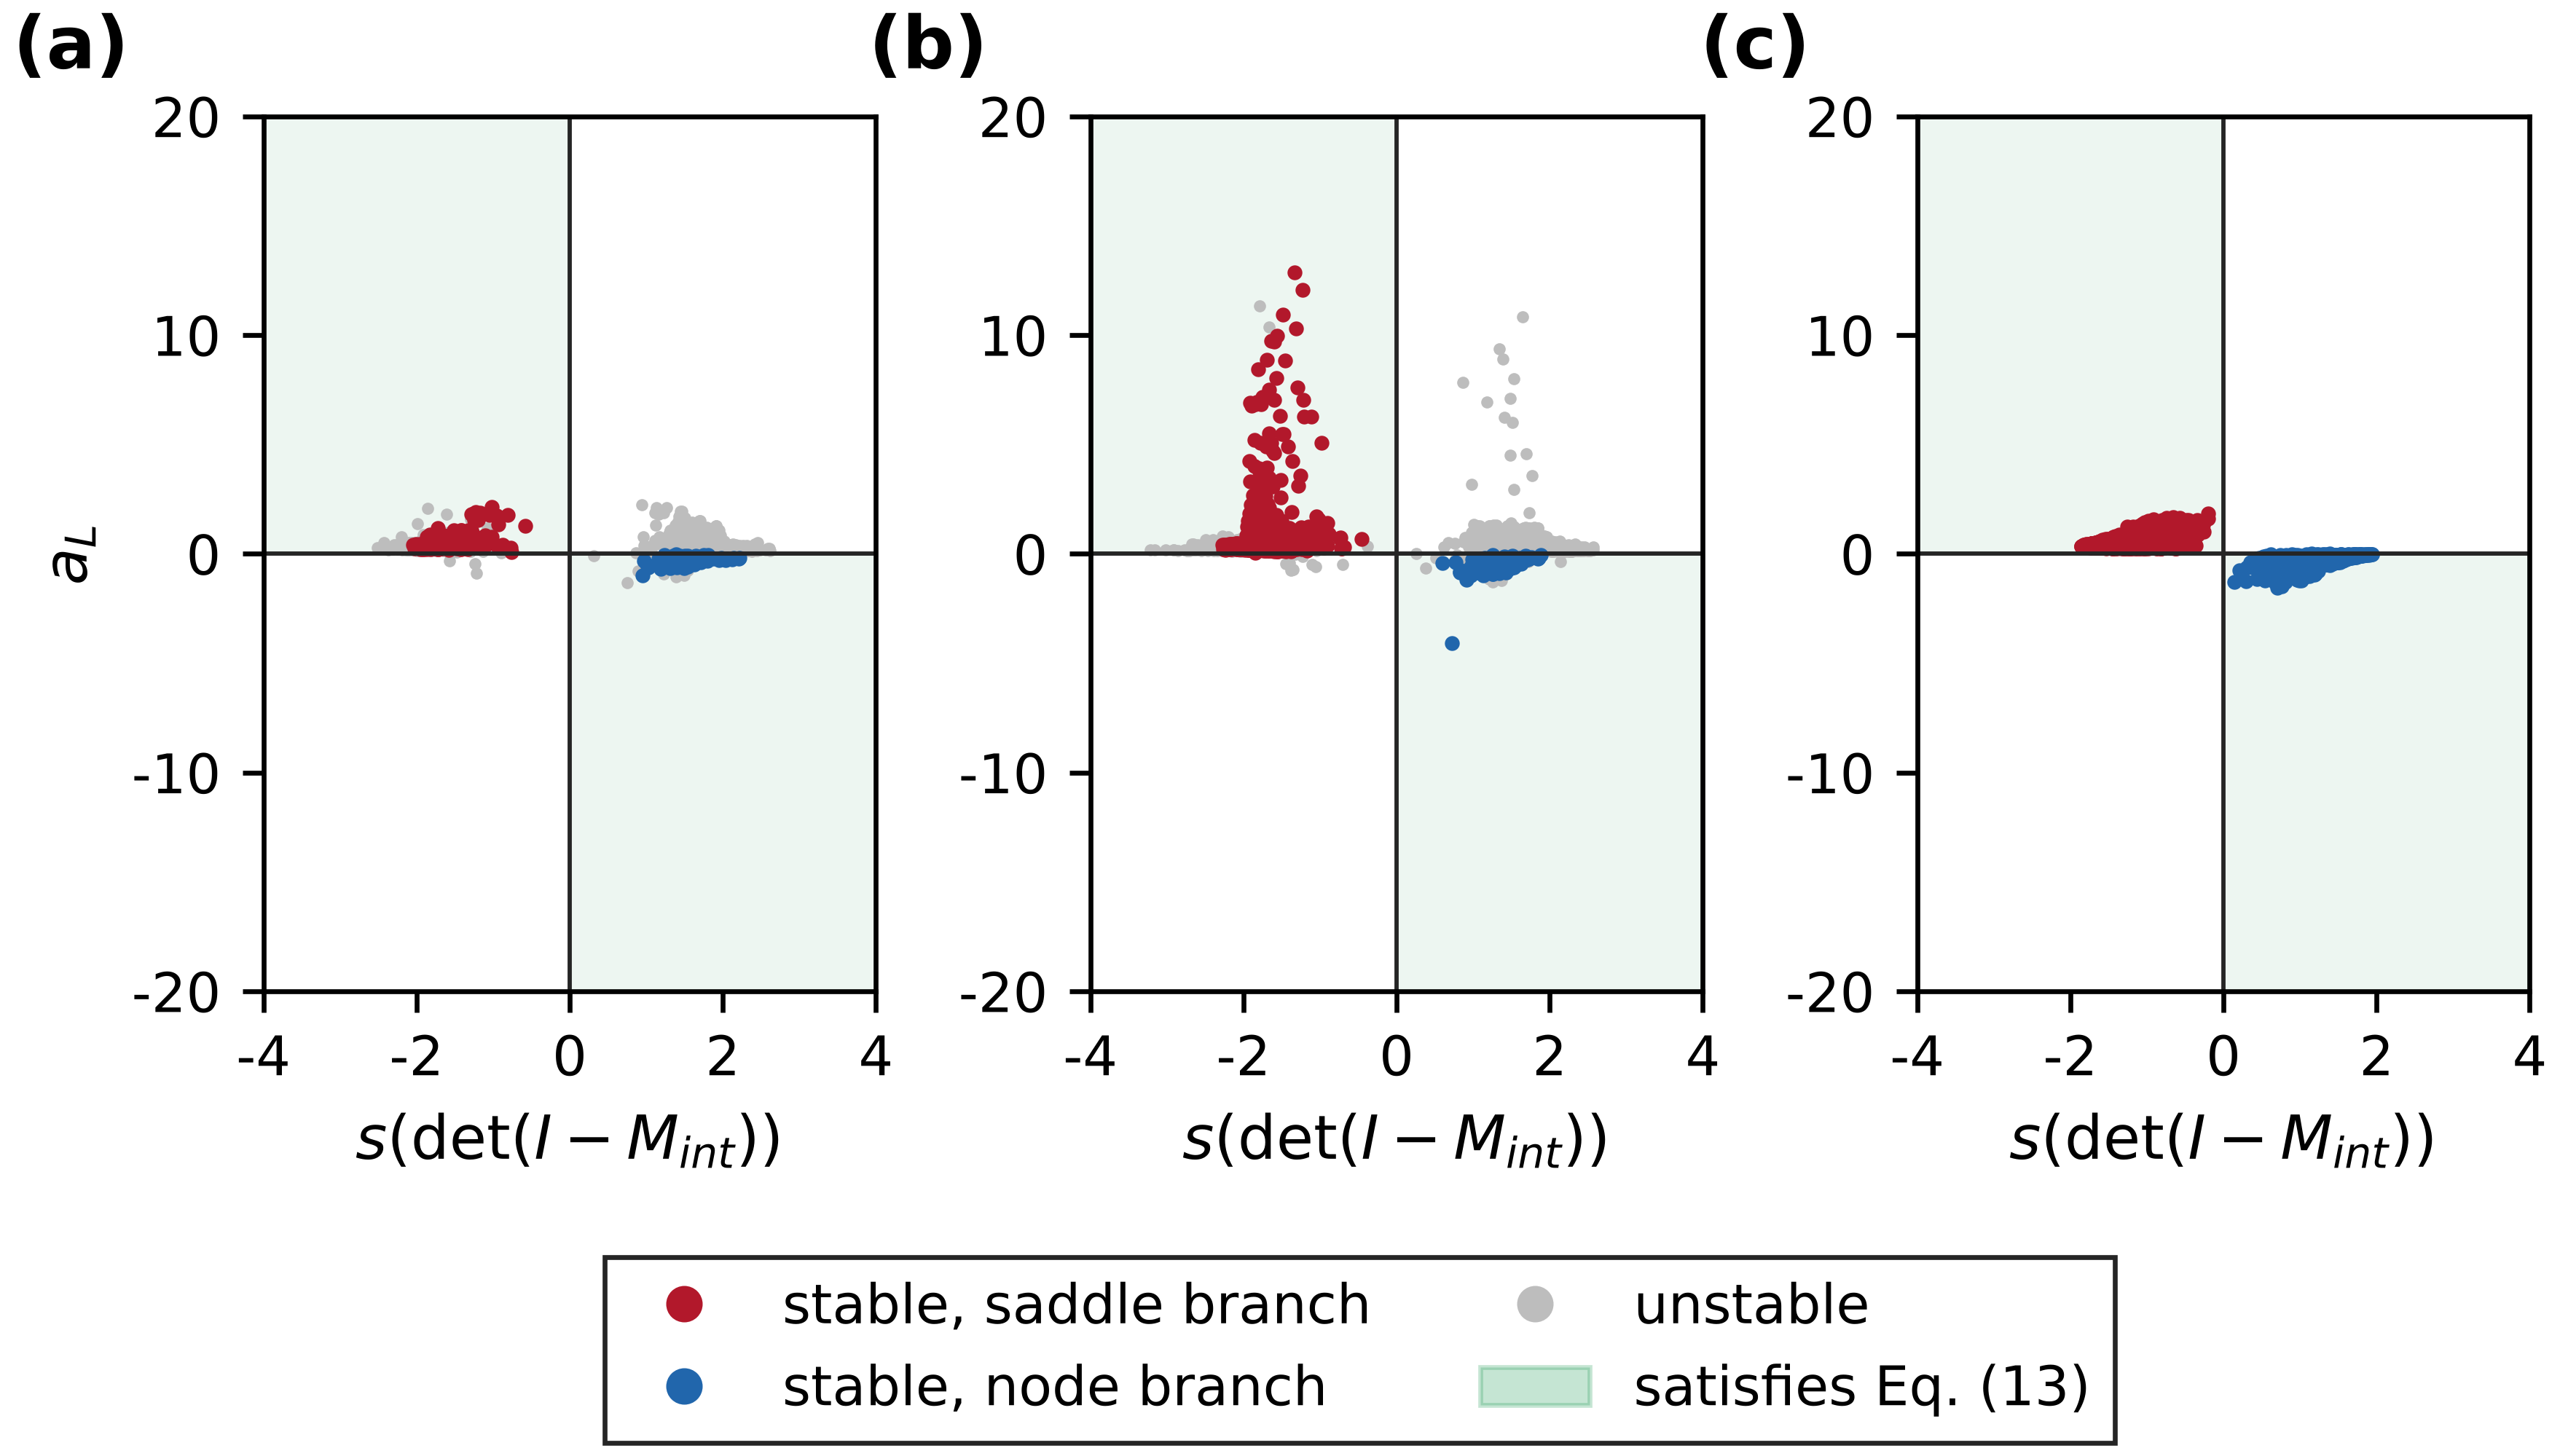 (a) (b) (c)
20 20 20
10 10 10
0 0 0
-10 -10 -10
-20 -20 -20
a_L
-4 -2 0 2 4 -4 -2 0 2 4 -4 -2 0 2 4
s(det(I − M_int)) s(det(I − M_int)) s(det(I − M_int))
stable, saddle branch unstable
stable, node branch satisfies Eq. (13)